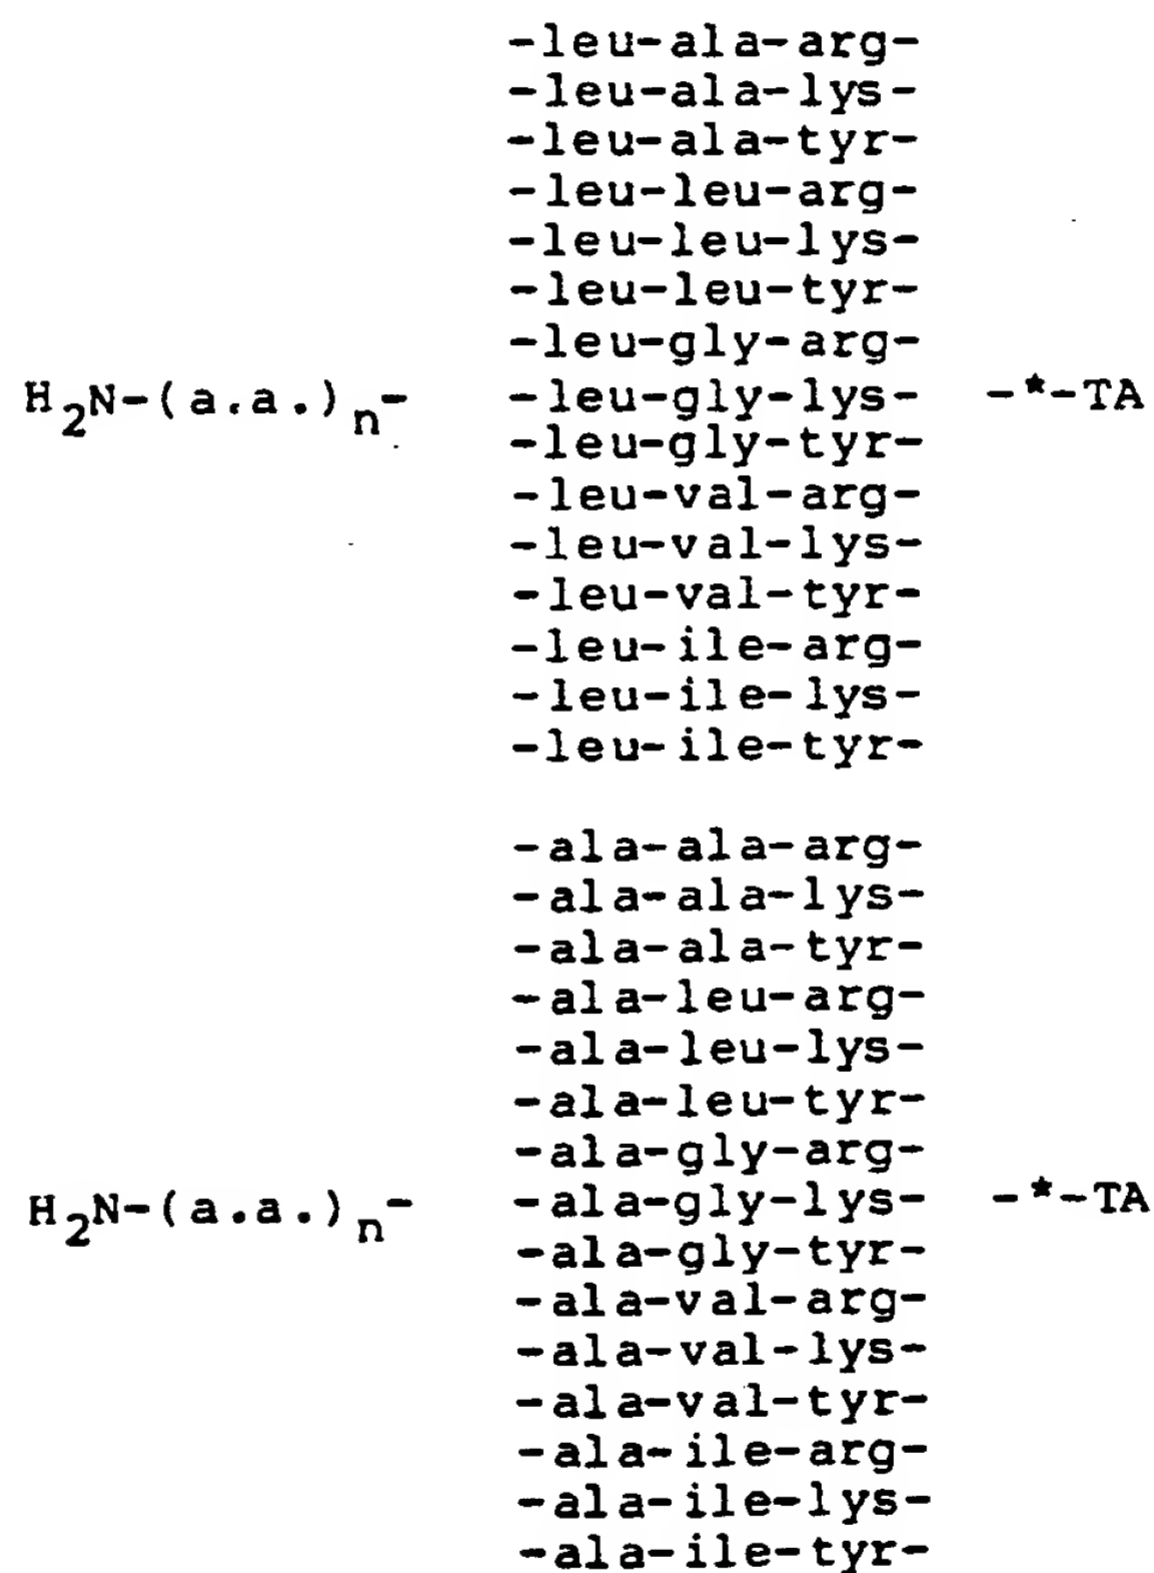 -leu-ala-arg-
-leu-ala-lys-
-leu-ala-tyr-
-leu-leu-arg-
-leu-leu-lys-
-leu-leu-tyr-
-leu-gly-arg-
H2N-(a.a.)n- -leu-gly-lys- -*-TA
-leu-gly-tyr-
-leu-val-arg-
-leu-val-lys-
-leu-val-tyr-
-leu-ile-arg-
-leu-ile-lys-
-leu-ile-tyr-
-ala-ala-arg-
-ala-ala-lys-
-ala-ala-tyr-
-ala-leu-arg-
-ala-leu-lys-
-ala-leu-tyr-
-ala-gly-arg-
H2N-(a.a.)n- -ala-gly-lys- -*-TA
-ala-gly-tyr-
-ala-val-arg-
-ala-val-lys-
-ala-val-tyr-
-ala-ile-arg-
-ala-ile-lys-
-ala-ile-tyr-